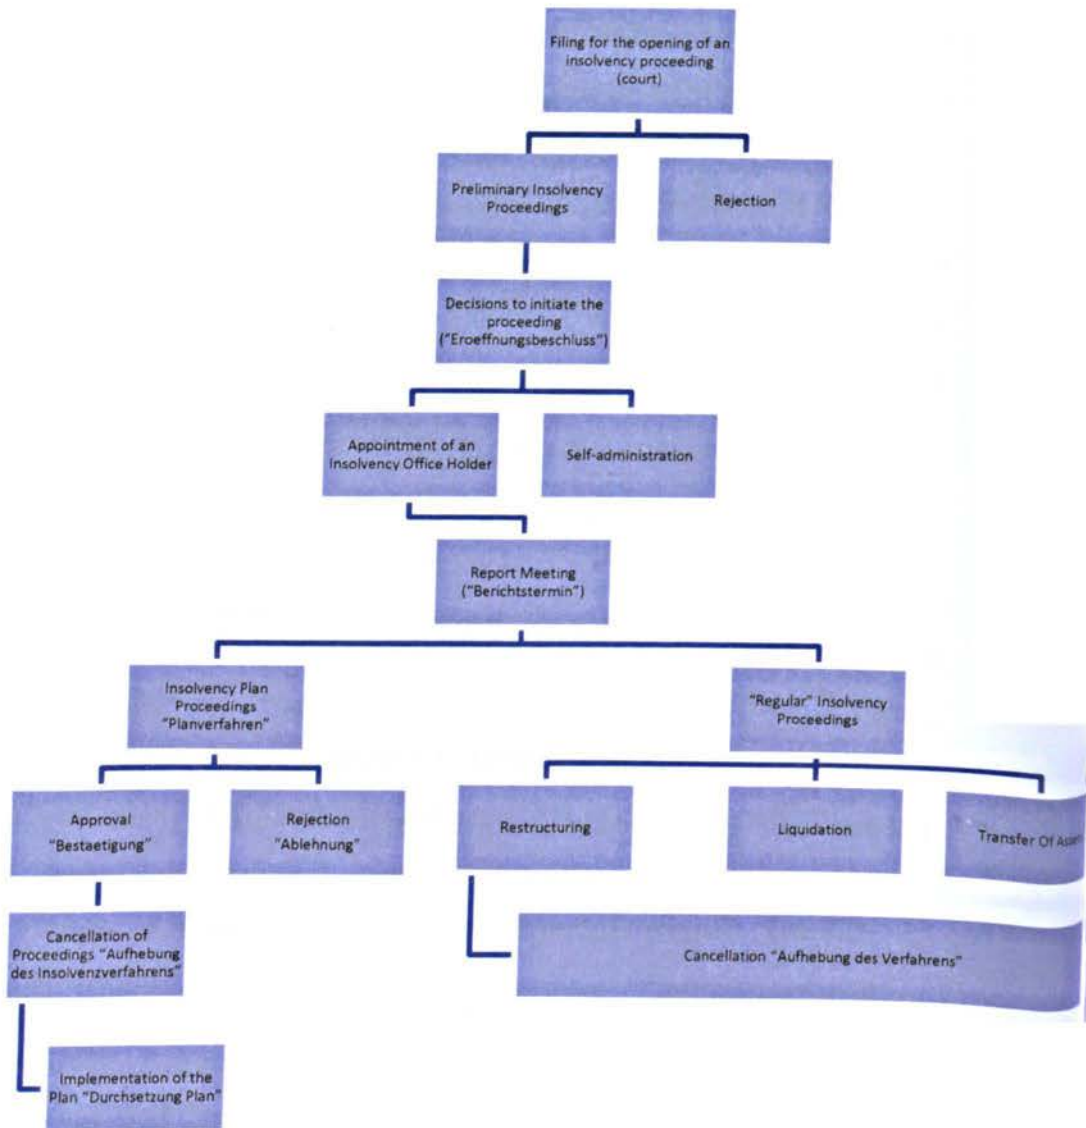 Filing for the opening of an
insolvency proceeding
(court)
Preliminary Insolvency
Proceedings
Rejection
Decisions to initiate the
proceeding
("Eroeffnungsbeschluss")
Appointment of an
Insolvency Office Holder
Self-administration
Report Meeting
("Berichtstermin")
Insolvency Plan
Proceedings
"Planverfahren"
"Regular" Insolvency
Proceedings
Approval
"Bestaetigung"
Rejection
"Ablehnung"
Restructuring
Liquidation
Transfer Of
Cancellation of
Proceedings "Aufhebung
des Insolvenzverfahrens"
Cancellation "Aufhebung des Verfahrens"
Implementation of the
Plan "Durchsetzung Plan"